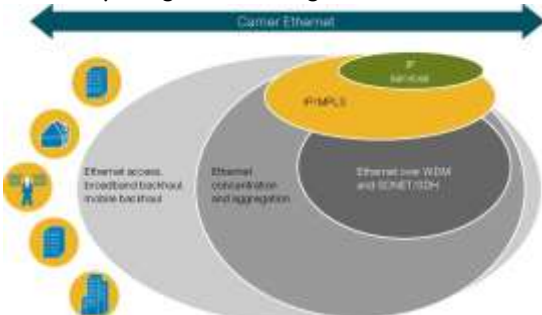 Carrier Ethernet
IP
services
IP/MPLS
Ethernet access,
broadband backhaul
mobile backhaul
Ethernet
concentration
and aggregation
Ethernet over WDM
and SONET/SDH